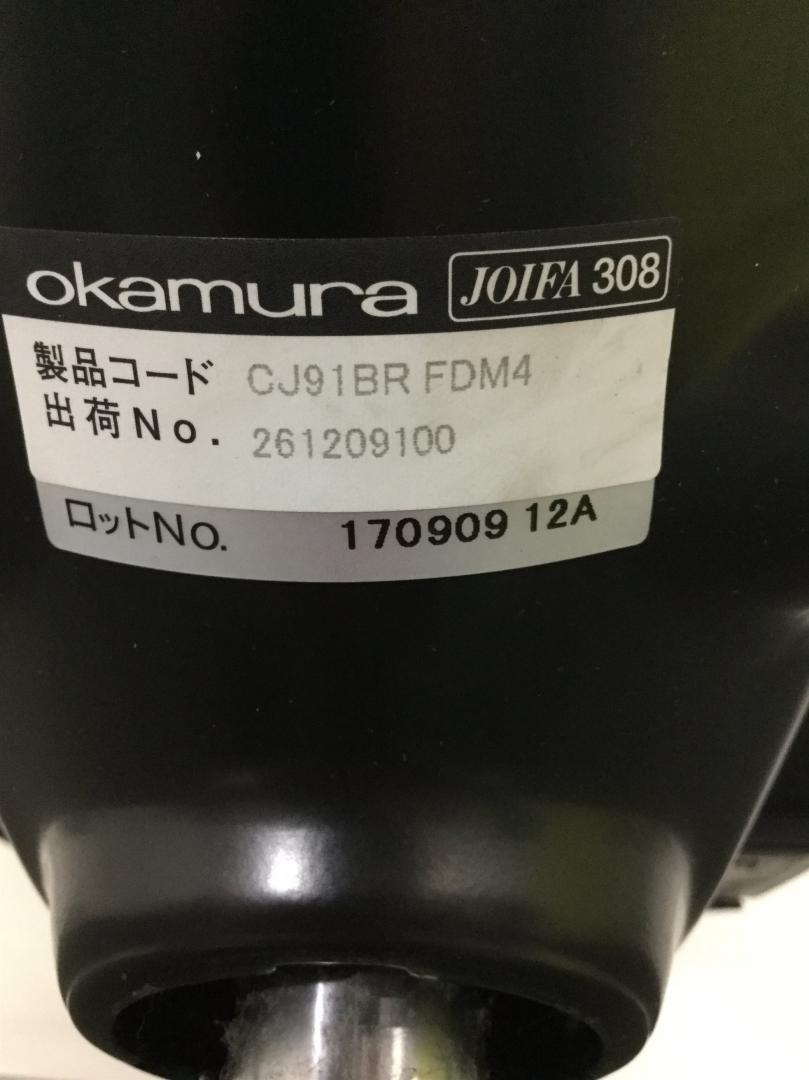 okamura JOIFA 308
製品コード CJ91BR FDM4
出荷No. 261209100
ロットNo. 170909 12A